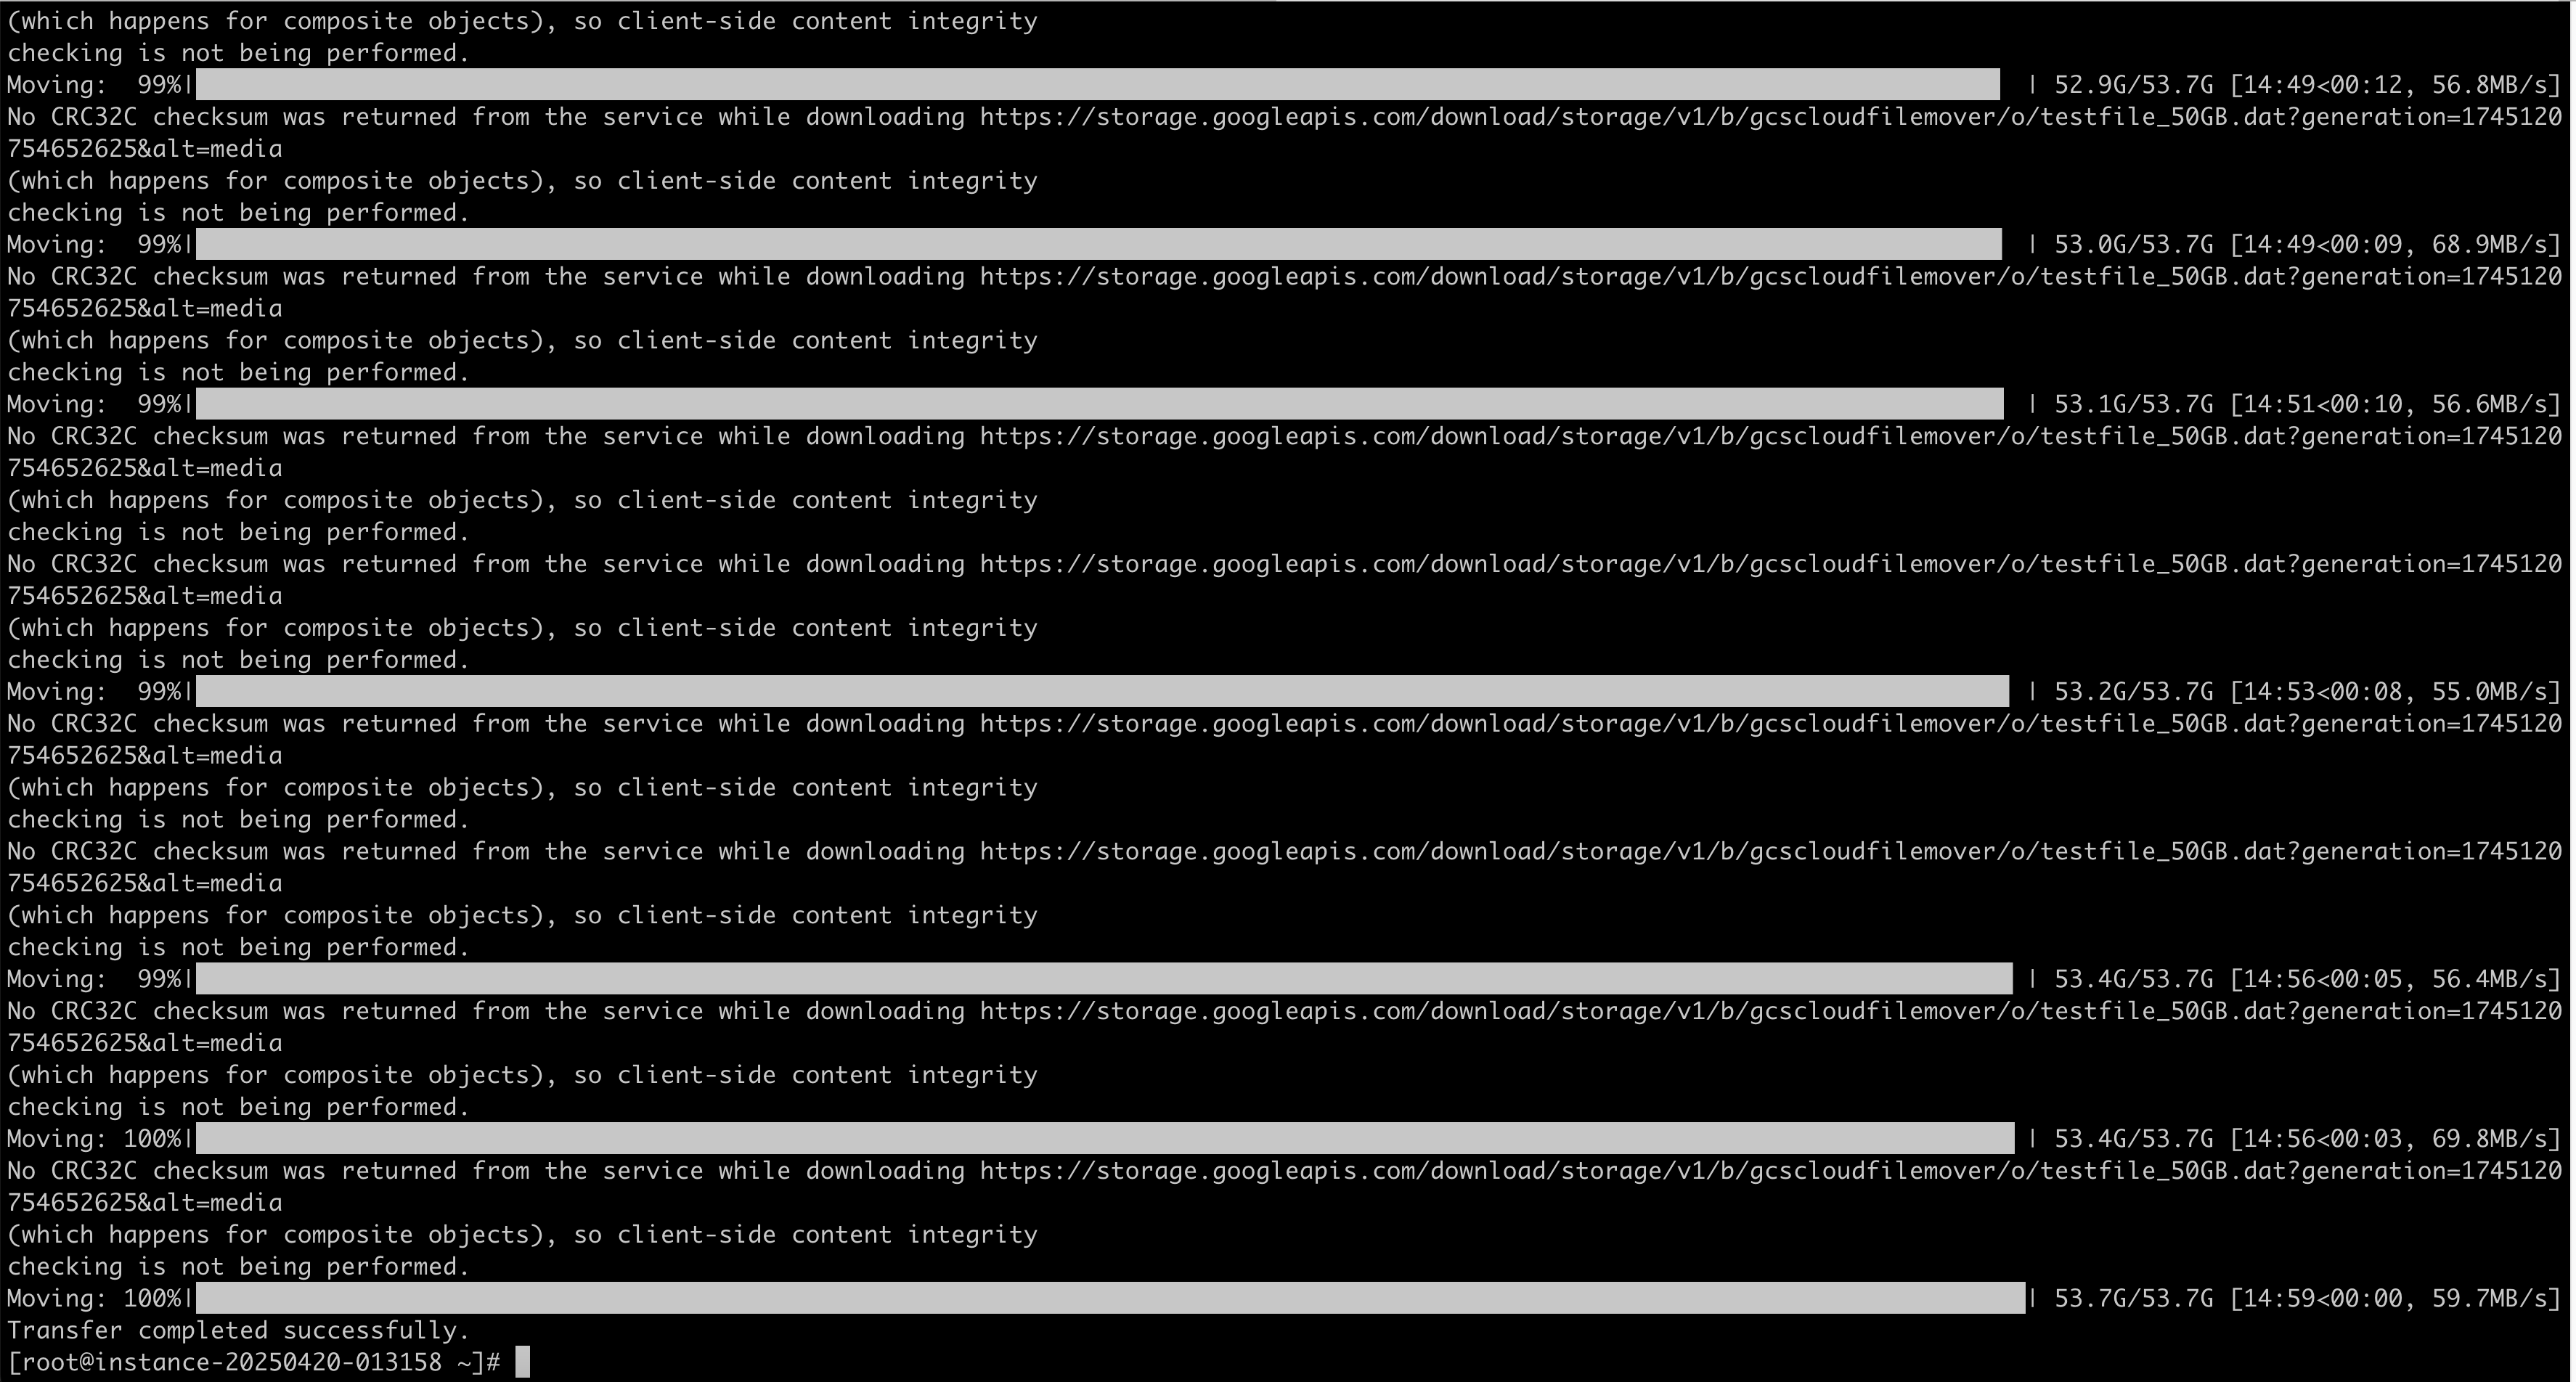 (which happens for composite objects), so client-side content integrity
checking is not being performed.
Moving:  99%| | 52.9G/53.7G [14:49<00:12, 56.8MB/s]
No CRC32C checksum was returned from the service while downloading https://storage.googleapis.com/download/storage/v1/b/gcscloudfilemover/o/testfile_50GB.dat?generation=1745120
754652625&alt=media
(which happens for composite objects), so client-side content integrity
checking is not being performed.
Moving:  99%| | 53.0G/53.7G [14:49<00:09, 68.9MB/s]
No CRC32C checksum was returned from the service while downloading https://storage.googleapis.com/download/storage/v1/b/gcscloudfilemover/o/testfile_50GB.dat?generation=1745120
754652625&alt=media
(which happens for composite objects), so client-side content integrity
checking is not being performed.
Moving:  99%| | 53.1G/53.7G [14:51<00:10, 56.6MB/s]
No CRC32C checksum was returned from the service while downloading https://storage.googleapis.com/download/storage/v1/b/gcscloudfilemover/o/testfile_50GB.dat?generation=1745120
754652625&alt=media
(which happens for composite objects), so client-side content integrity
checking is not being performed.
No CRC32C checksum was returned from the service while downloading https://storage.googleapis.com/download/storage/v1/b/gcscloudfilemover/o/testfile_50GB.dat?generation=1745120
754652625&alt=media
(which happens for composite objects), so client-side content integrity
checking is not being performed.
Moving:  99%| | 53.2G/53.7G [14:53<00:08, 55.0MB/s]
No CRC32C checksum was returned from the service while downloading https://storage.googleapis.com/download/storage/v1/b/gcscloudfilemover/o/testfile_50GB.dat?generation=1745120
754652625&alt=media
(which happens for composite objects), so client-side content integrity
checking is not being performed.
No CRC32C checksum was returned from the service while downloading https://storage.googleapis.com/download/storage/v1/b/gcscloudfilemover/o/testfile_50GB.dat?generation=1745120
754652625&alt=media
(which happens for composite objects), so client-side content integrity
checking is not being performed.
Moving:  99%| | 53.4G/53.7G [14:56<00:05, 56.4MB/s]
No CRC32C checksum was returned from the service while downloading https://storage.googleapis.com/download/storage/v1/b/gcscloudfilemover/o/testfile_50GB.dat?generation=1745120
754652625&alt=media
(which happens for composite objects), so client-side content integrity
checking is not being performed.
Moving: 100%| | 53.4G/53.7G [14:56<00:03, 69.8MB/s]
No CRC32C checksum was returned from the service while downloading https://storage.googleapis.com/download/storage/v1/b/gcscloudfilemover/o/testfile_50GB.dat?generation=1745120
754652625&alt=media
(which happens for composite objects), so client-side content integrity
checking is not being performed.
Moving: 100%| | 53.7G/53.7G [14:59<00:00, 59.7MB/s]
Transfer completed successfully.
[root@instance-20250420-013158 ~]#